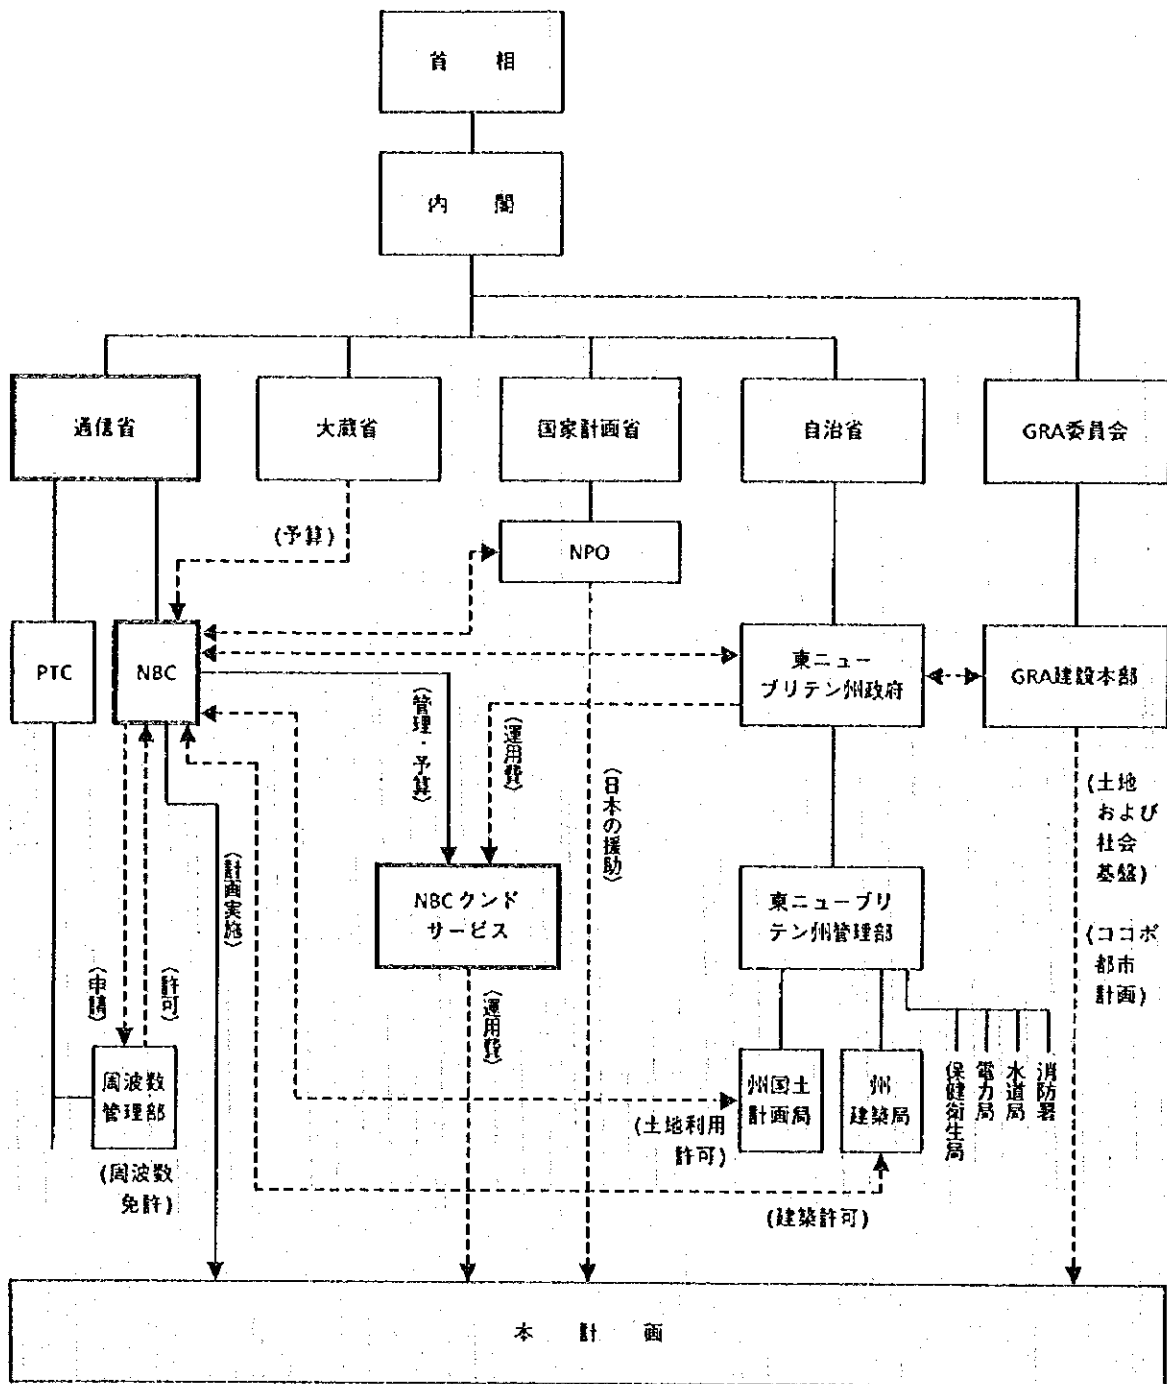 首 相
内 閣
通信省
大蔵省
国家計画省
自治省
GRA委員会
(予算)
NPO
PTC
NBC
東ニュー
ブリテン州政府
GRA建設本部
(管理・予算)
(運用費)
(日本の援助)
(土地
および
社会
基盤)
(計画実施)
NBCクンド
サービス
東ニューブリ
テン州管理部
(ココボ
都市
計画)
(申請)
(許可)
(運用費)
周波数
管理部
州国土
計画局
州
建築局
保健衛生局
電力局
水道局
消防署
(周波数
免許)
(土地利用
許可)
(建築許可)
本 計 画